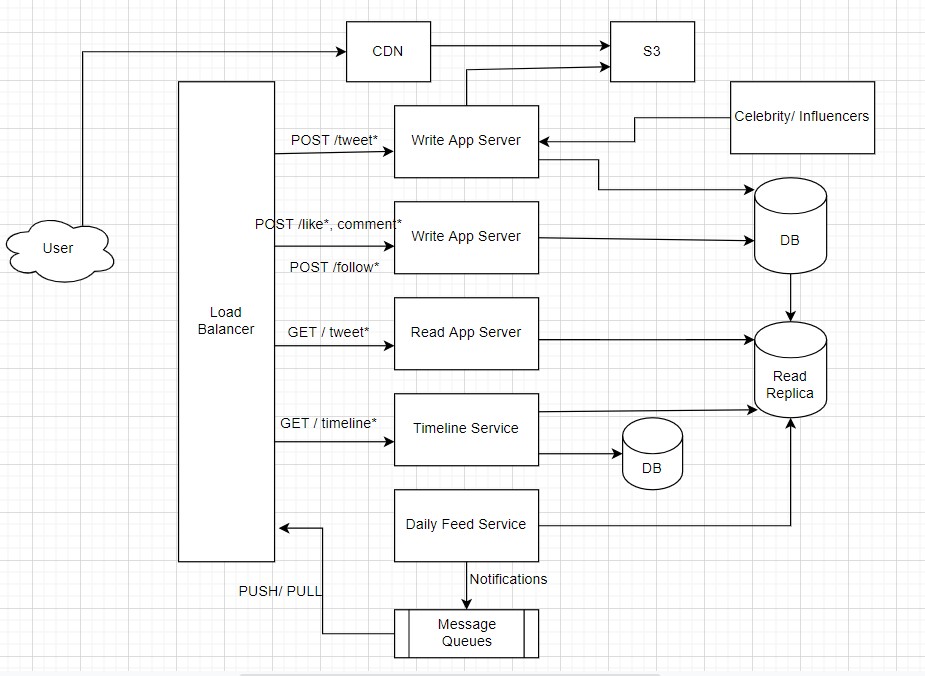 CDN
S3
Celebrity/ Influencers
POST /tweet*
Write App Server
POST /like*, comment*
Write App Server
User
DB
POST /follow*
Load
Balancer
GET / tweet*
Read App Server
Read
Replica
GET / timeline*
Timeline Service
DB
Daily Feed Service
Notifications
PUSH/ PULL
Message
Queues